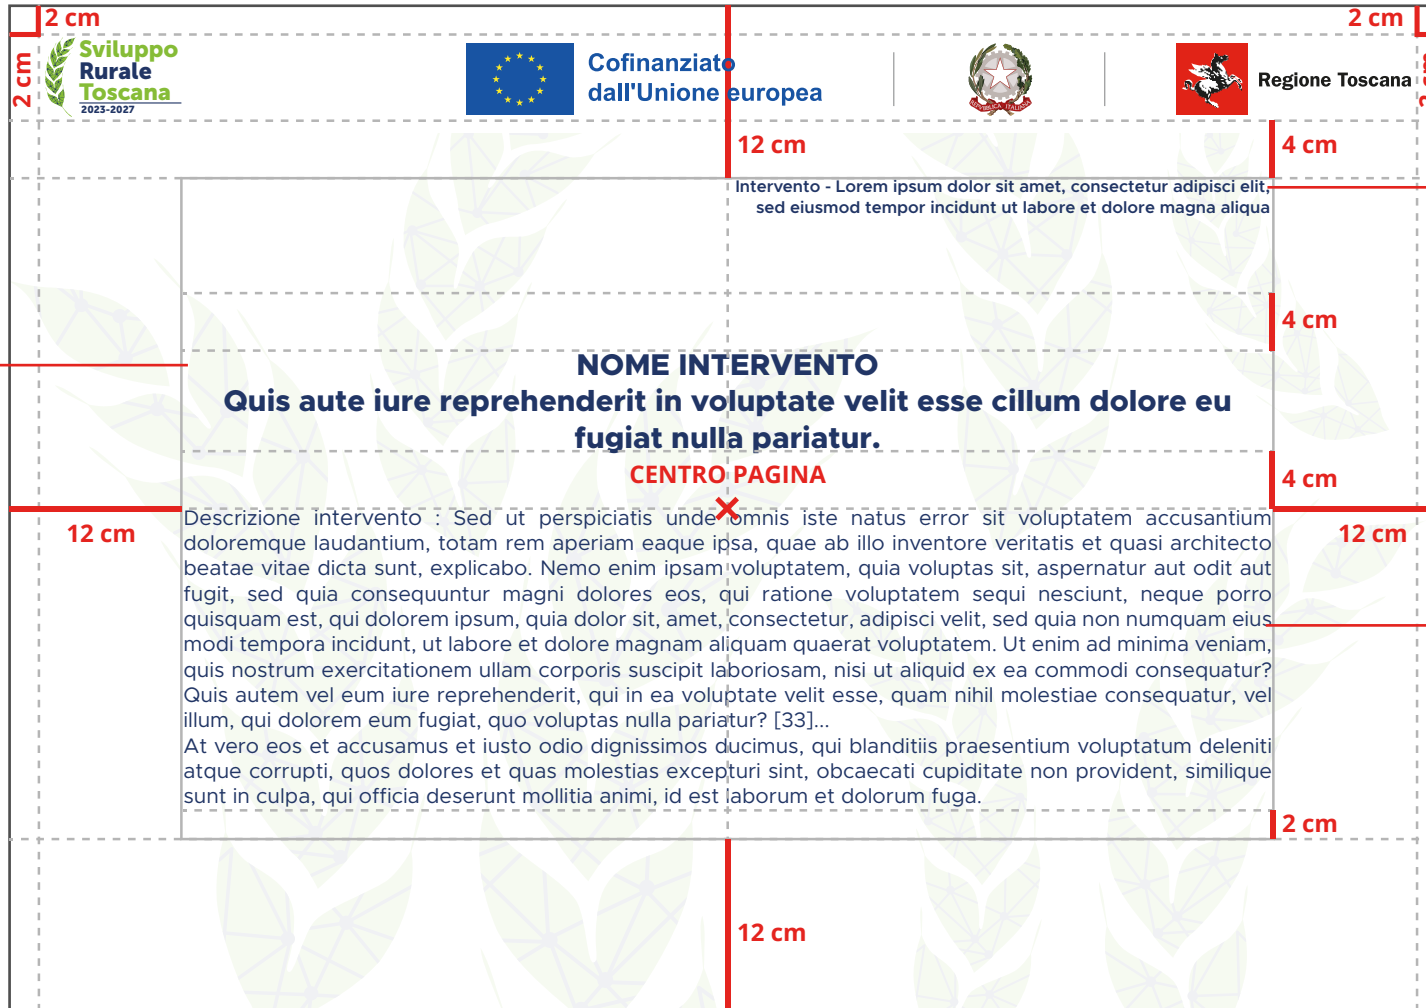 2 cm
2 cm
2 cm
Sviluppo
Rurale
Toscana
2023-2027
Cofinanziato
dall'Unione europea
REPVBBLICA ITALIANA
Regione Toscana
12 cm
4 cm
Intervento - Lorem ipsum dolor sit amet, consectetur adipisci elit,
sed eiusmod tempor incidunt ut labore et dolore magna aliqua
4 cm
NOME INTERVENTO
Quis aute iure reprehenderit in voluptate velit esse cillum dolore eu
fugiat nulla pariatur.
CENTRO PAGINA
4 cm
12 cm
12 cm
Descrizione intervento : Sed ut perspiciatis unde omnis iste natus error sit voluptatem accusantium
doloremque laudantium, totam rem aperiam eaque ipsa, quae ab illo inventore veritatis et quasi architecto
beatae vitae dicta sunt, explicabo. Nemo enim ipsam voluptatem, quia voluptas sit, aspernatur aut odit aut
fugit, sed quia consequuntur magni dolores eos, qui ratione voluptatem sequi nesciunt, neque porro
quisquam est, qui dolorem ipsum, quia dolor sit, amet, consectetur, adipisci velit, sed quia non numquam eius
modi tempora incidunt, ut labore et dolore magnam aliquam quaerat voluptatem. Ut enim ad minima veniam,
quis nostrum exercitationem ullam corporis suscipit laboriosam, nisi ut aliquid ex ea commodi consequatur?
Quis autem vel eum iure reprehenderit, qui in ea voluptate velit esse, quam nihil molestiae consequatur, vel
illum, qui dolorem eum fugiat, quo voluptas nulla pariatur? [33]...
At vero eos et accusamus et iusto odio dignissimos ducimus, qui blanditiis praesentium voluptatum deleniti
atque corrupti, quos dolores et quas molestias excepturi sint, obcaecati cupiditate non provident, similique
sunt in culpa, qui officia deserunt mollitia animi, id est laborum et dolorum fuga.
2 cm
12 cm